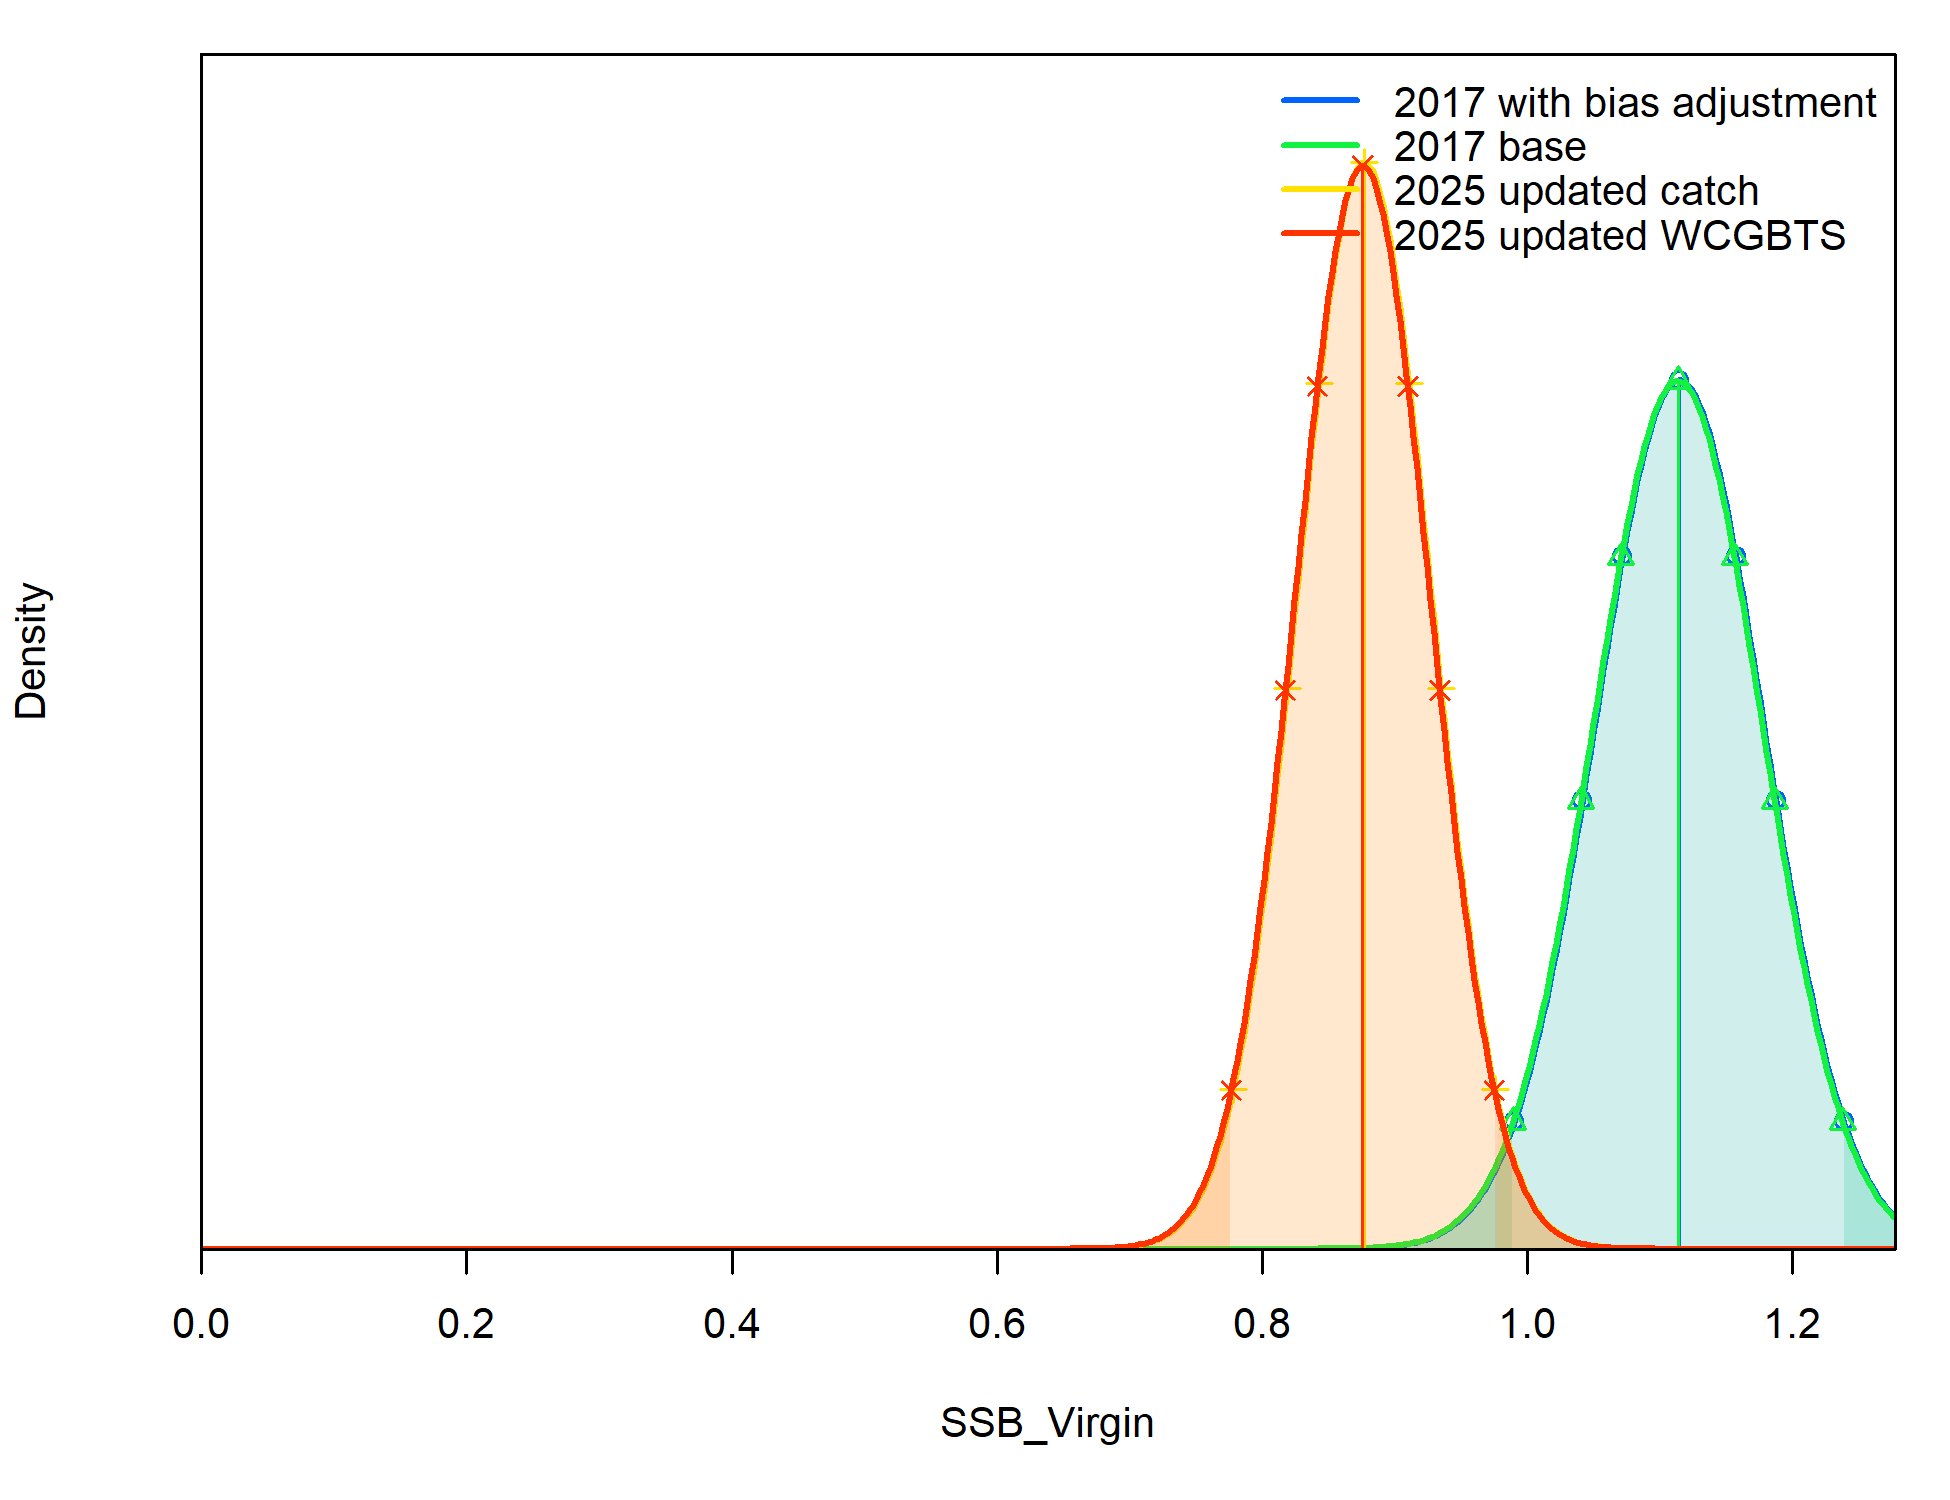 2017 with bias adjustment
2017 base
2025 updated catch
2025 updated WCGBTS
Density
0.0 0.2 0.4 0.6 0.8 1.0 1.2
SSB_Virgin